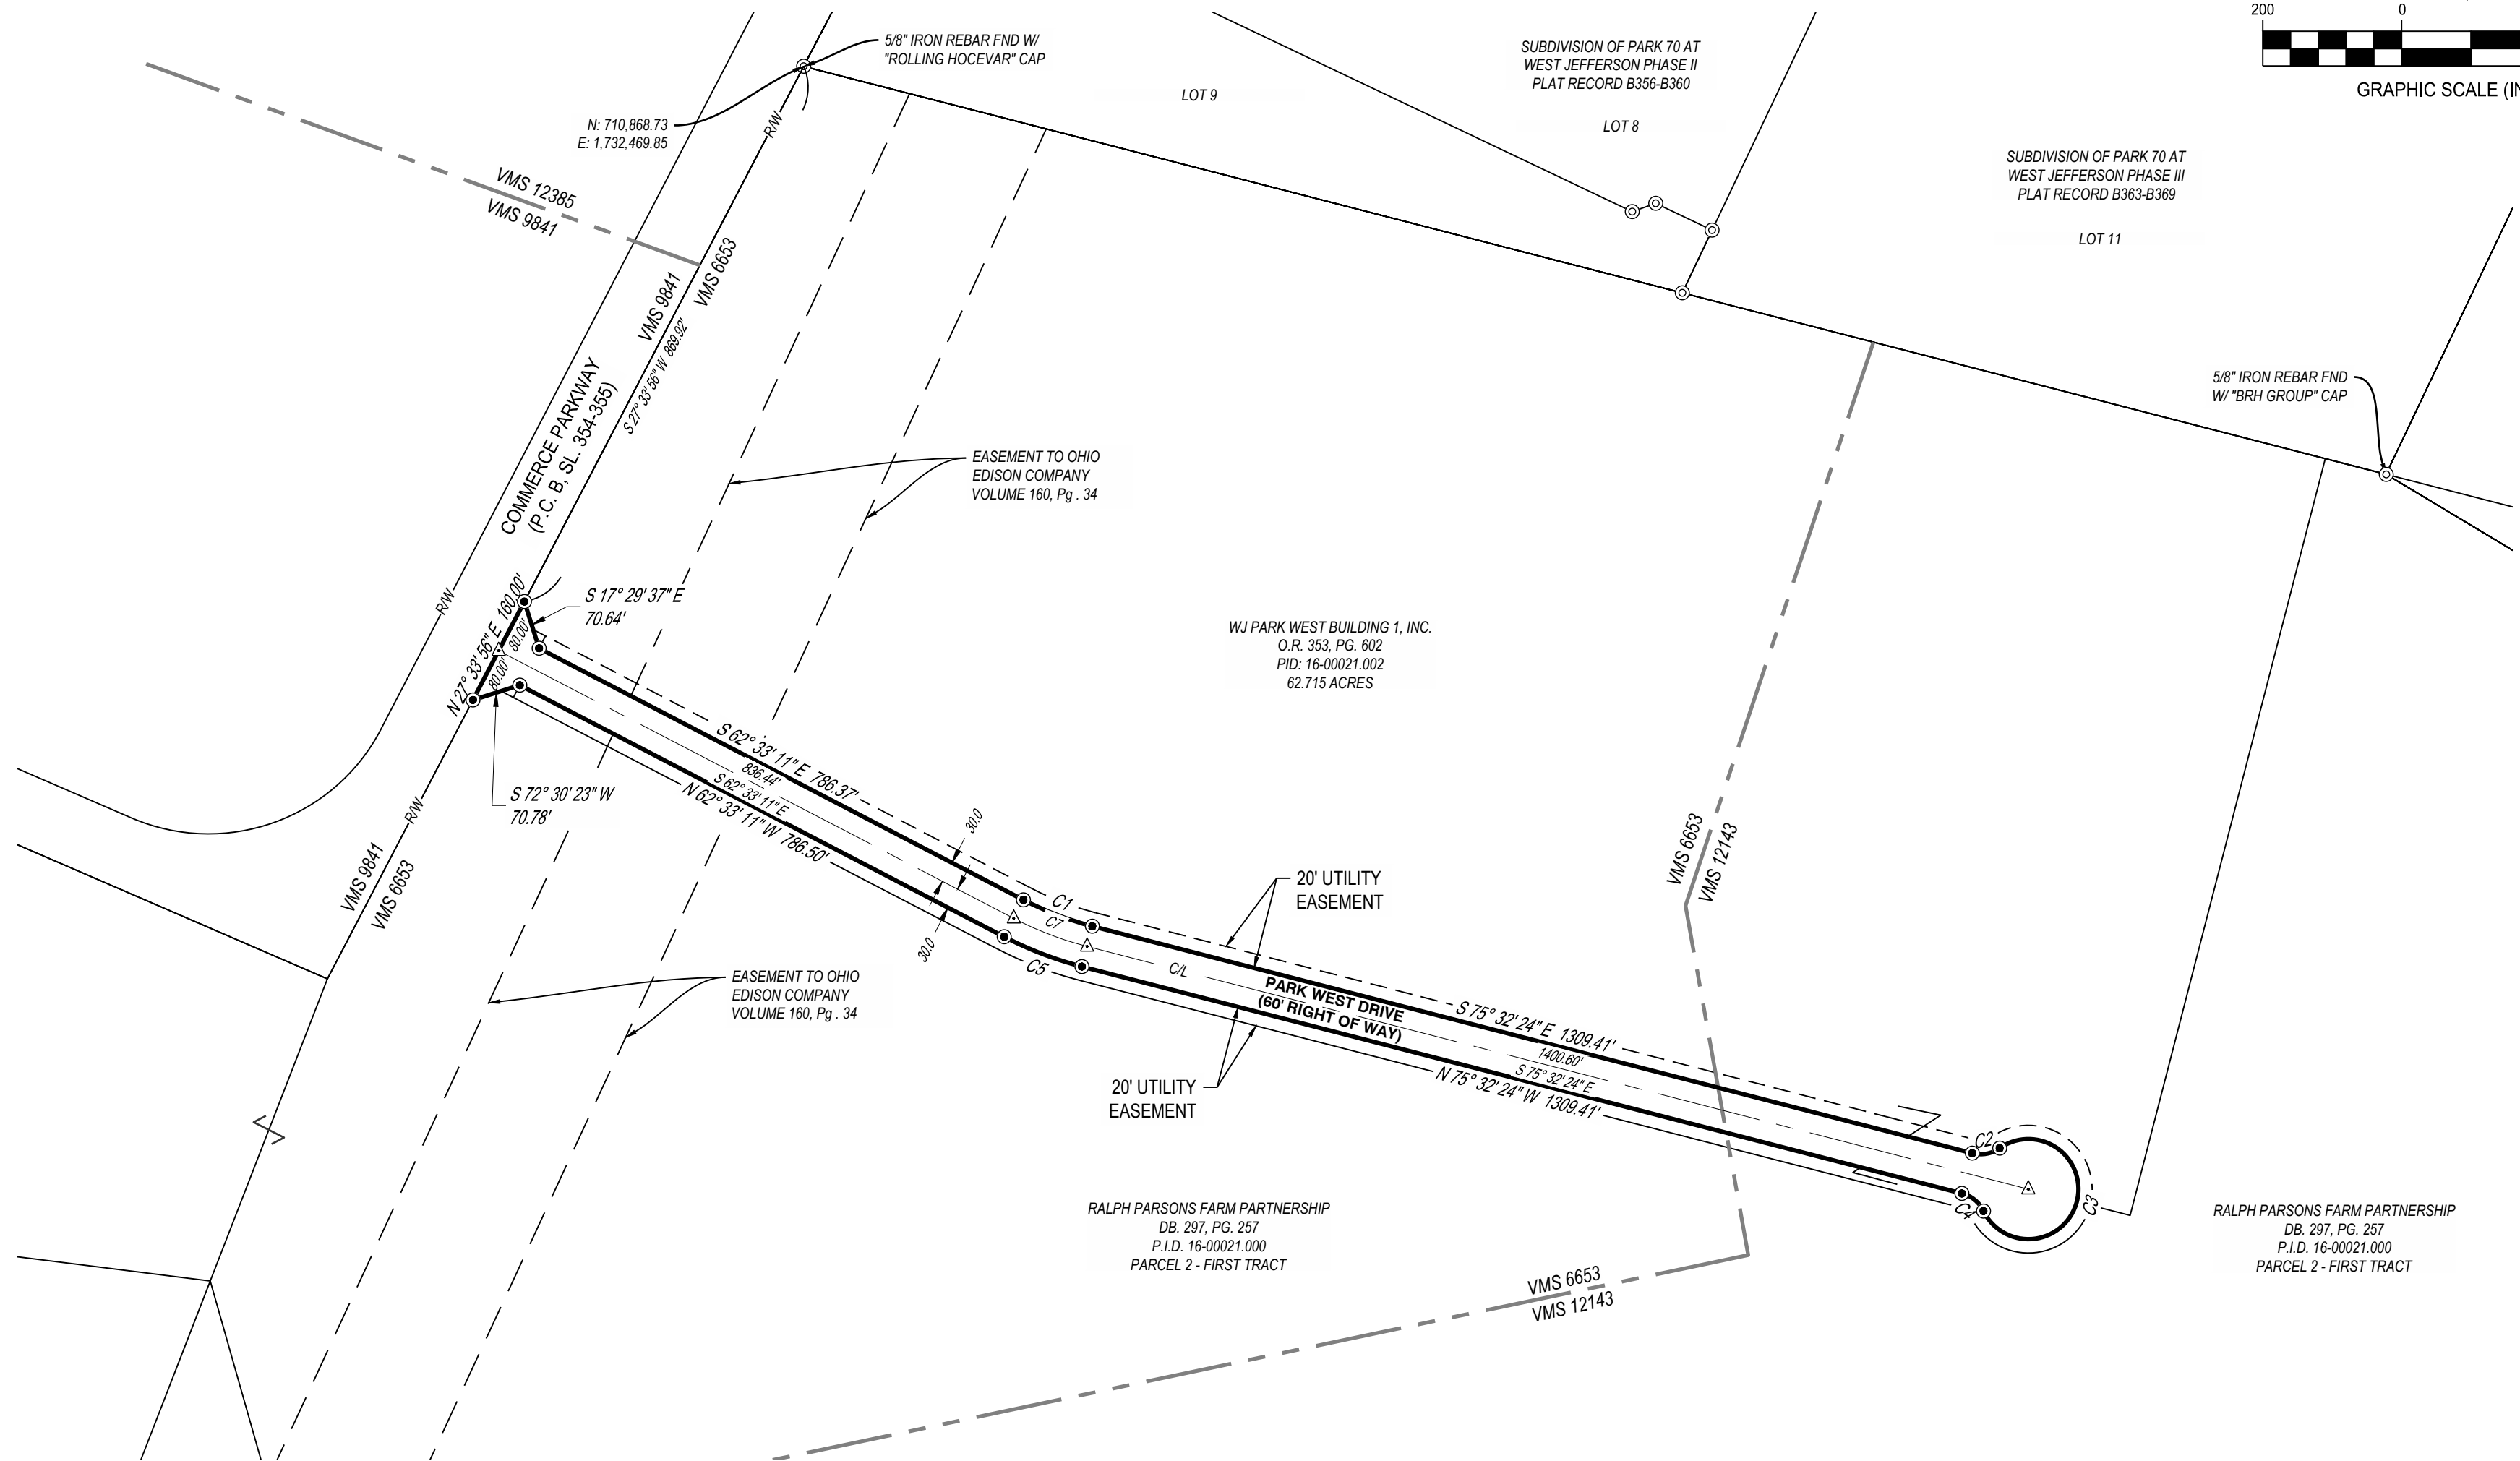 200
0
GRAPHIC SCALE (IN
5/8" IRON REBAR FND W/
"ROLLING HOCEVAR" CAP
N: 710,868.73
E: 1,732,469.85
R/W
LOT 9
SUBDIVISION OF PARK 70 AT
WEST JEFFERSON PHASE II
PLAT RECORD B356-B360
LOT 8
SUBDIVISION OF PARK 70 AT
WEST JEFFERSON PHASE III
PLAT RECORD B363-B369
LOT 11
VMS 12385
VMS 9841
VMS 9841
VMS 6653
S 27° 33' 56" W 869.92'
COMMERCE PARKWAY
(P.C. B, SL. 354-355)
5/8" IRON REBAR FND
W/ "BRH GROUP" CAP
EASEMENT TO OHIO
EDISON COMPANY
VOLUME 160, Pg . 34
R/W
N 27° 33' 56" E 160.00'
80.00'
80.00'
S 17° 29' 37" E
70.64'
WJ PARK WEST BUILDING 1, INC.
O.R. 353, PG. 602
PID: 16-00021.002
62.715 ACRES
S 72° 30' 23" W
70.78'
R/W
S 62° 33' 11" E 786.37'
836.44'
S 62° 33' 11" E
N 62° 33' 11" W 786.50'
30.0
30.0
VMS 9841
VMS 6653
C1
C7
C5
C/L
20' UTILITY
EASEMENT
VMS 6653
VMS 12143
EASEMENT TO OHIO
EDISON COMPANY
VOLUME 160, Pg . 34
PARK WEST DRIVE
(60' RIGHT OF WAY)
S 75° 32' 24" E 1309.41'
1400.60'
S 75° 32' 24" E
N 75° 32' 24" W 1309.41'
20' UTILITY
EASEMENT
C2
C3
C4
RALPH PARSONS FARM PARTNERSHIP
DB. 297, PG. 257
P.I.D. 16-00021.000
PARCEL 2 - FIRST TRACT
RALPH PARSONS FARM PARTNERSHIP
DB. 297, PG. 257
P.I.D. 16-00021.000
PARCEL 2 - FIRST TRACT
VMS 6653
VMS 12143